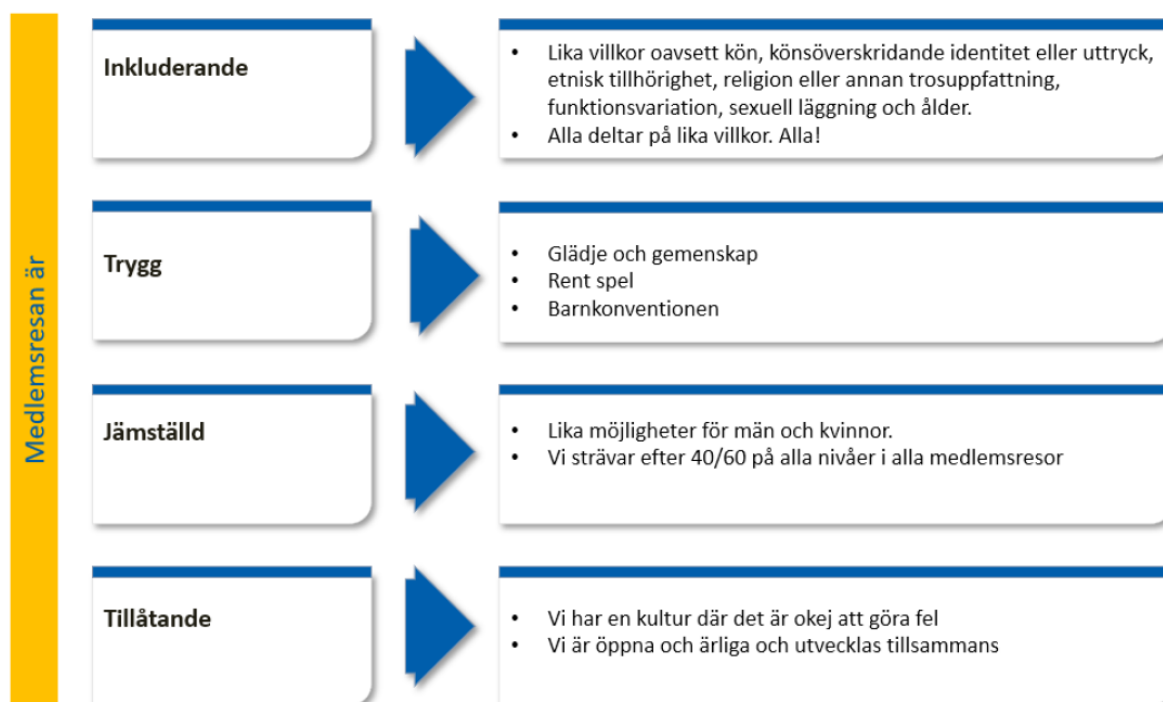 Medlemsresan är
Inkluderande
• Lika villkor oavsett kön, könsöverskridande identitet eller uttryck,
etnisk tillhörighet, religion eller annan trosuppfattning,
funktionsvariation, sexuell läggning och ålder.
• Alla deltar på lika villkor. Alla!
Trygg
• Glädje och gemenskap
• Rent spel
• Barnkonventionen
Jämställd
• Lika möjligheter för män och kvinnor.
• Vi strävar efter 40/60 på alla nivåer i alla medlemsresor
Tillåtande
• Vi har en kultur där det är okej att göra fel
• Vi är öppna och ärliga och utvecklas tillsammans